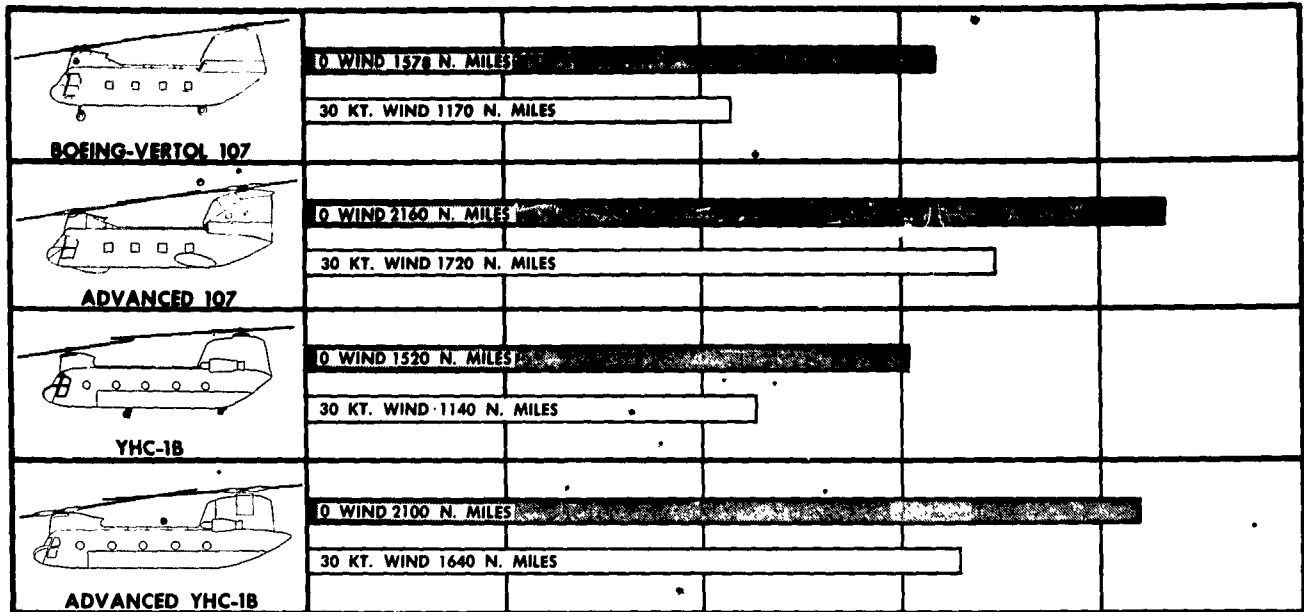 0 WIND 1578 N. MILES
30 KT. WIND 1170 N. MILES
BOEING-VERTOL 107
0 WIND 2160 N. MILES
30 KT. WIND 1720 N. MILES
ADVANCED 107
0 WIND 1520 N. MILES
30 KT. WIND 1140 N. MILES
YHC-1B
0 WIND 2100 N. MILES
30 KT. WIND 1640 N. MILES
ADVANCED YHC-1B